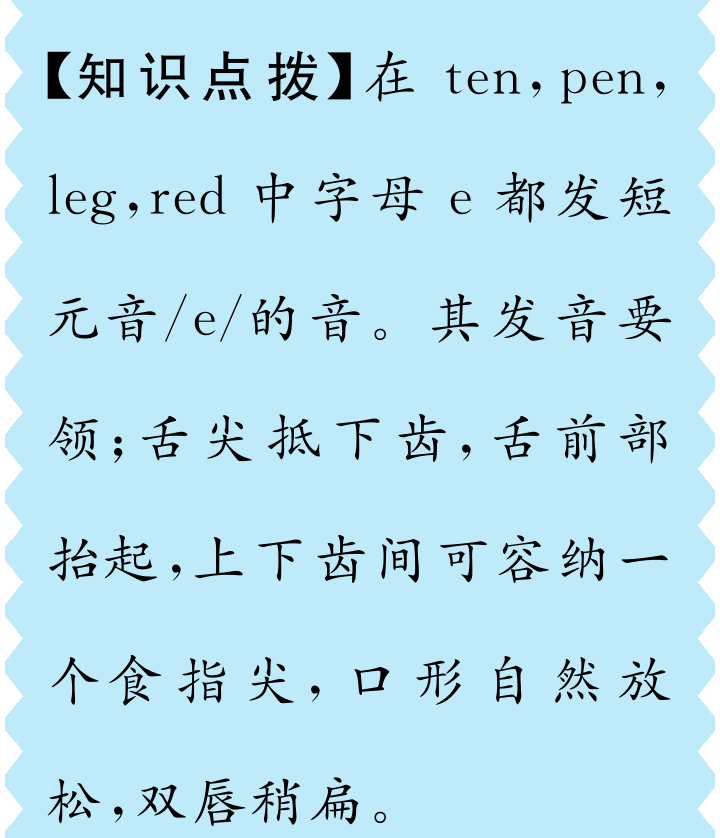 【知识点拨】在 ten,pen,
leg,red 中字母 e 都发短
元音/e/的音。其发音要
领;舌尖抵下齿,舌前部
抬起,上下齿间可容纳一
个食指尖,口形自然放
松,双唇稍扁。